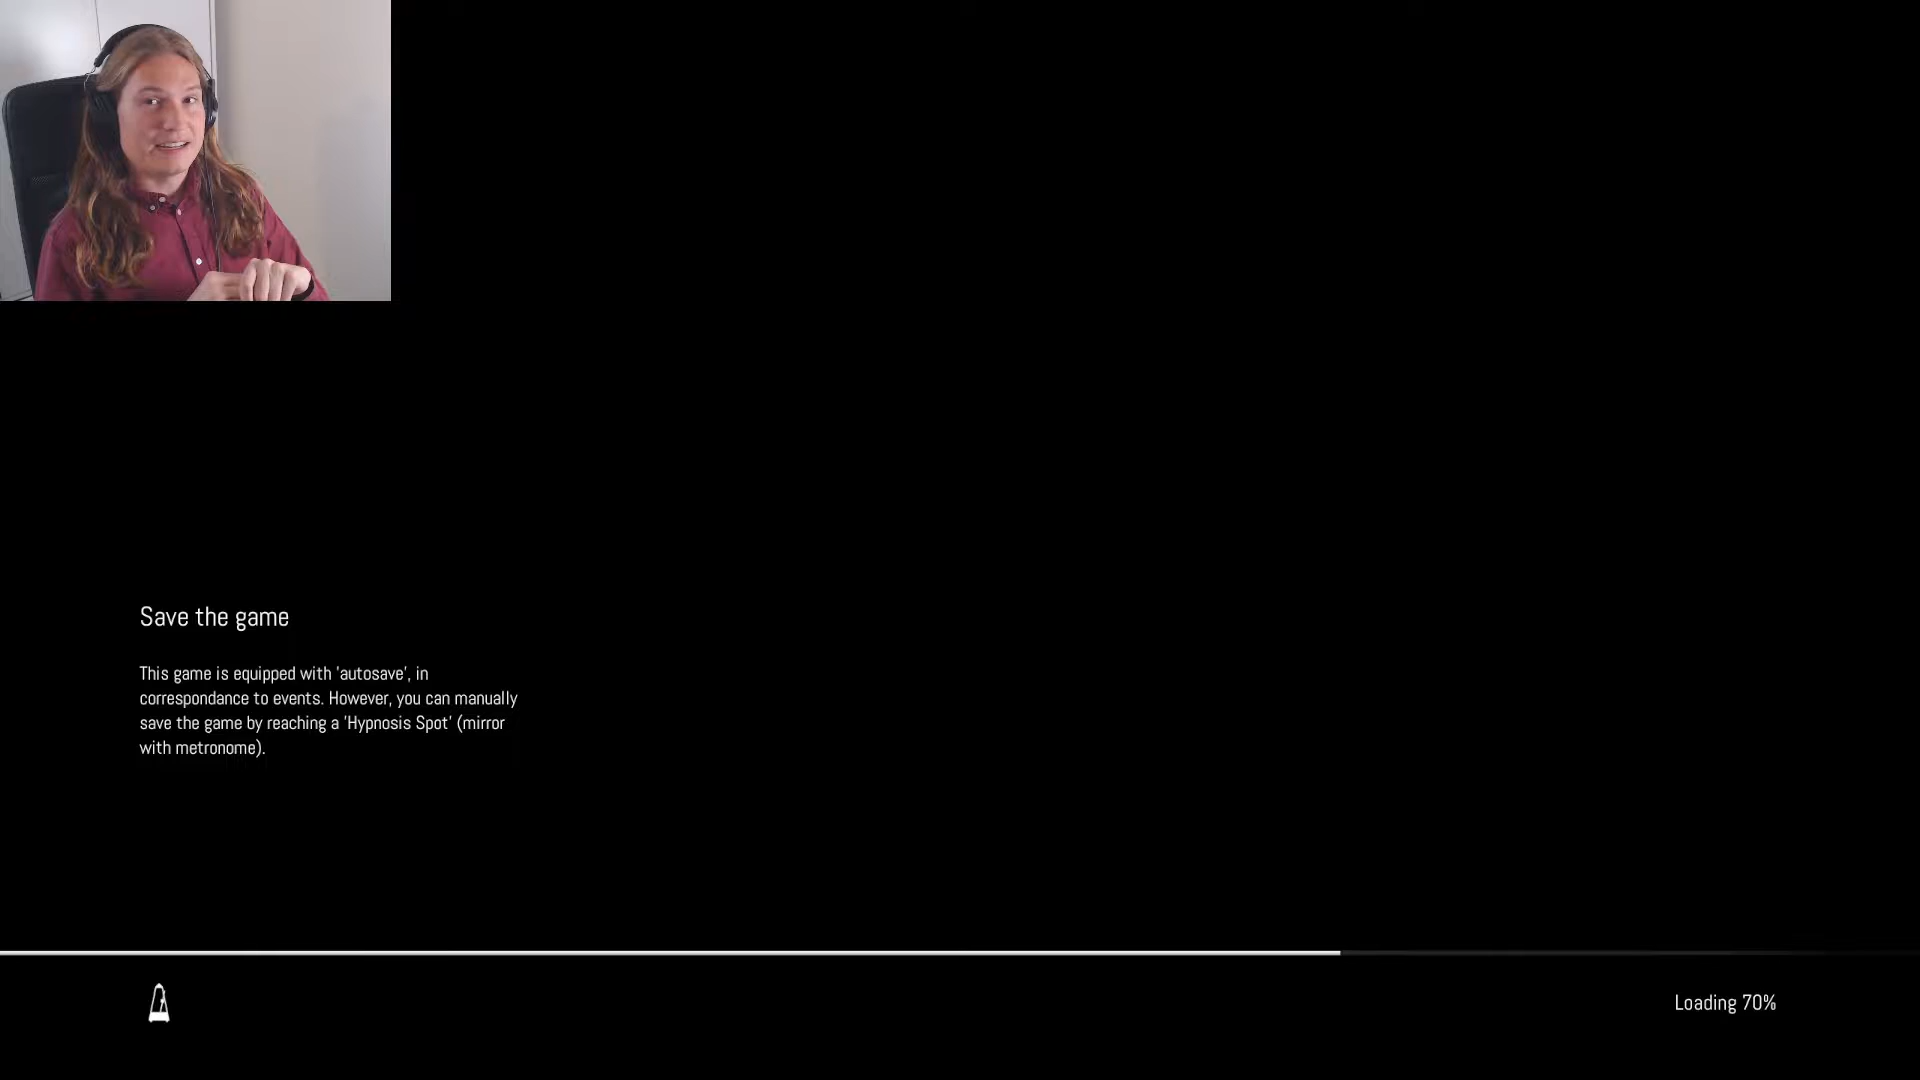 Save the game
This game is equipped with 'autosave', in
correspondance to events. However, you can manually
save the game by reaching a 'Hypnosis Spot' (mirror
with metronome).
Loading 70%